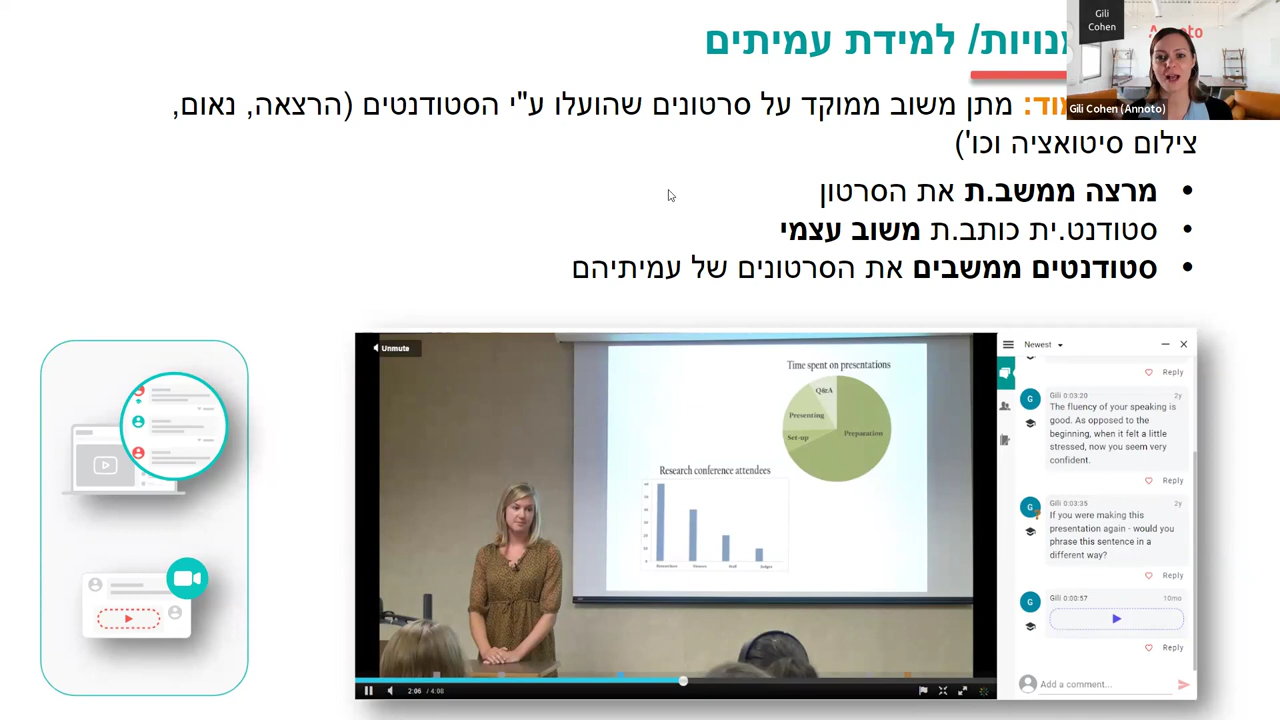 למידת עמיתים
מתן משוב ממוקד על סרטונים שהועלו ע"י הסטודנטים (הרצאה, נאום,
צילום סיטואציה וכו')
• מרצה ממשב.ת את הסרטון
• סטודנט.ית כותב.ת משוב עצמי
• סטודנטים ממשבים את הסרטונים של עמיתיהם
Gili
Cohen
Gili Cohen (Annoto)
Unmute
Time spent on presentations
Q&A
Presenting
Set-up
Preparation
Research conference attendees
2:06 / 4:08
Newest
Reply
G
Gili 0:03:20
2y
The fluency of your speaking is
good. As opposed to the
beginning, when it felt a little
stressed, now you seem very
confident.
Reply
G
Gili 0:03:35
2y
If you were making this
presentation again - would you
phrase this sentence in a
different way?
Reply
G
Gili 0:00:57
10mo
Reply
Add a comment...